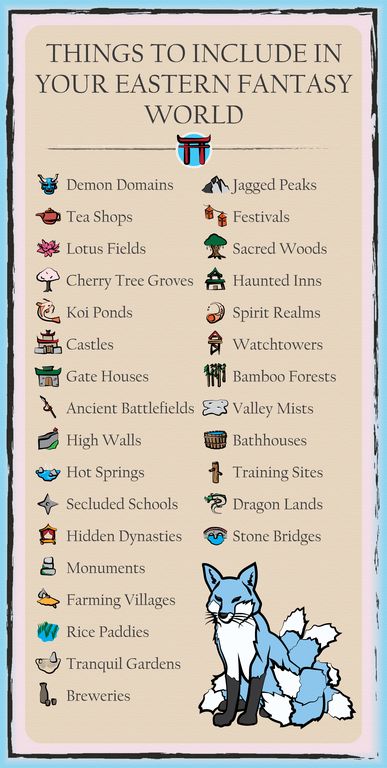 THINGS TO INCLUDE IN
YOUR EASTERN FANTASY
WORLD
Demon Domains
Tea Shops
Lotus Fields
Cherry Tree Groves
Koi Ponds
Castles
Gate Houses
Ancient Battlefields
High Walls
Hot Springs
Secluded Schools
Hidden Dynasties
Monuments
Farming Villages
Rice Paddies
Tranquil Gardens
Breweries
Jagged Peaks
Festivals
Sacred Woods
Haunted Inns
Spirit Realms
Watchtowers
Bamboo Forests
Valley Mists
Bathhouses
Training Sites
Dragon Lands
Stone Bridges